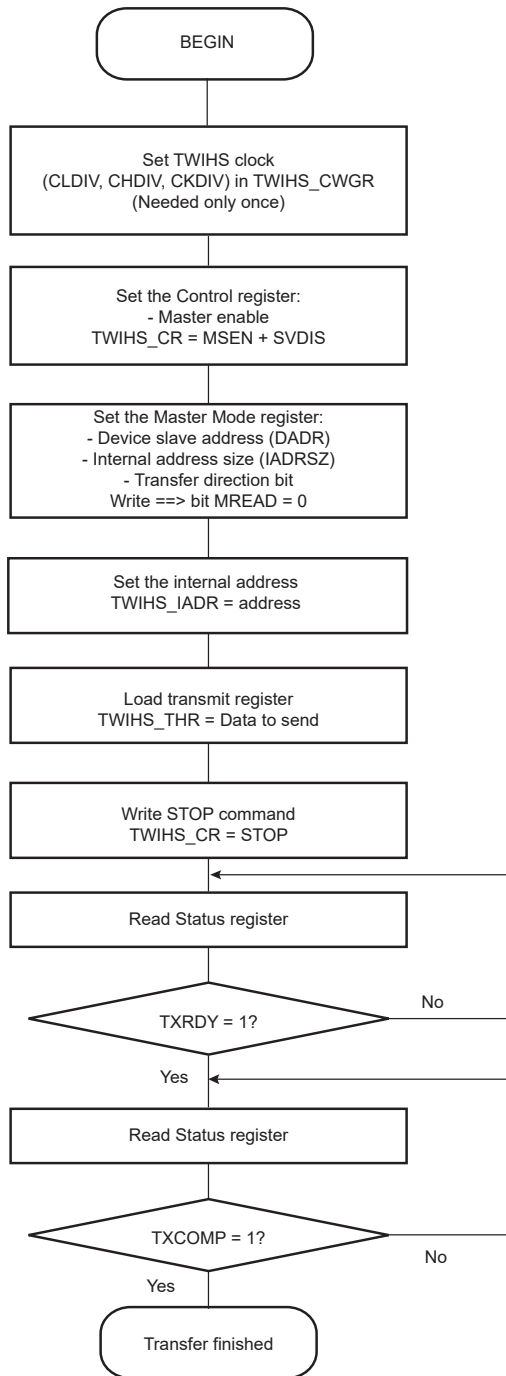 BEGIN
Set TWIHS clock
(CLDIV, CHDIV, CKDIV) in TWIHS_CWGR
(Needed only once)
Set the Control register:
- Master enable
TWIHS_CR = MSEN + SVDIS
Set the Master Mode register:
- Device slave address (DADR)
- Internal address size (IADRSZ)
- Transfer direction bit
Write ==> bit MREAD = 0
Set the internal address
TWIHS_IADR = address
Load transmit register
TWIHS_THR = Data to send
Write STOP command
TWIHS_CR = STOP
Read Status register
No
TXRDY = 1?
Yes
Read Status register
TXCOMP = 1?
No
Yes
Transfer finished